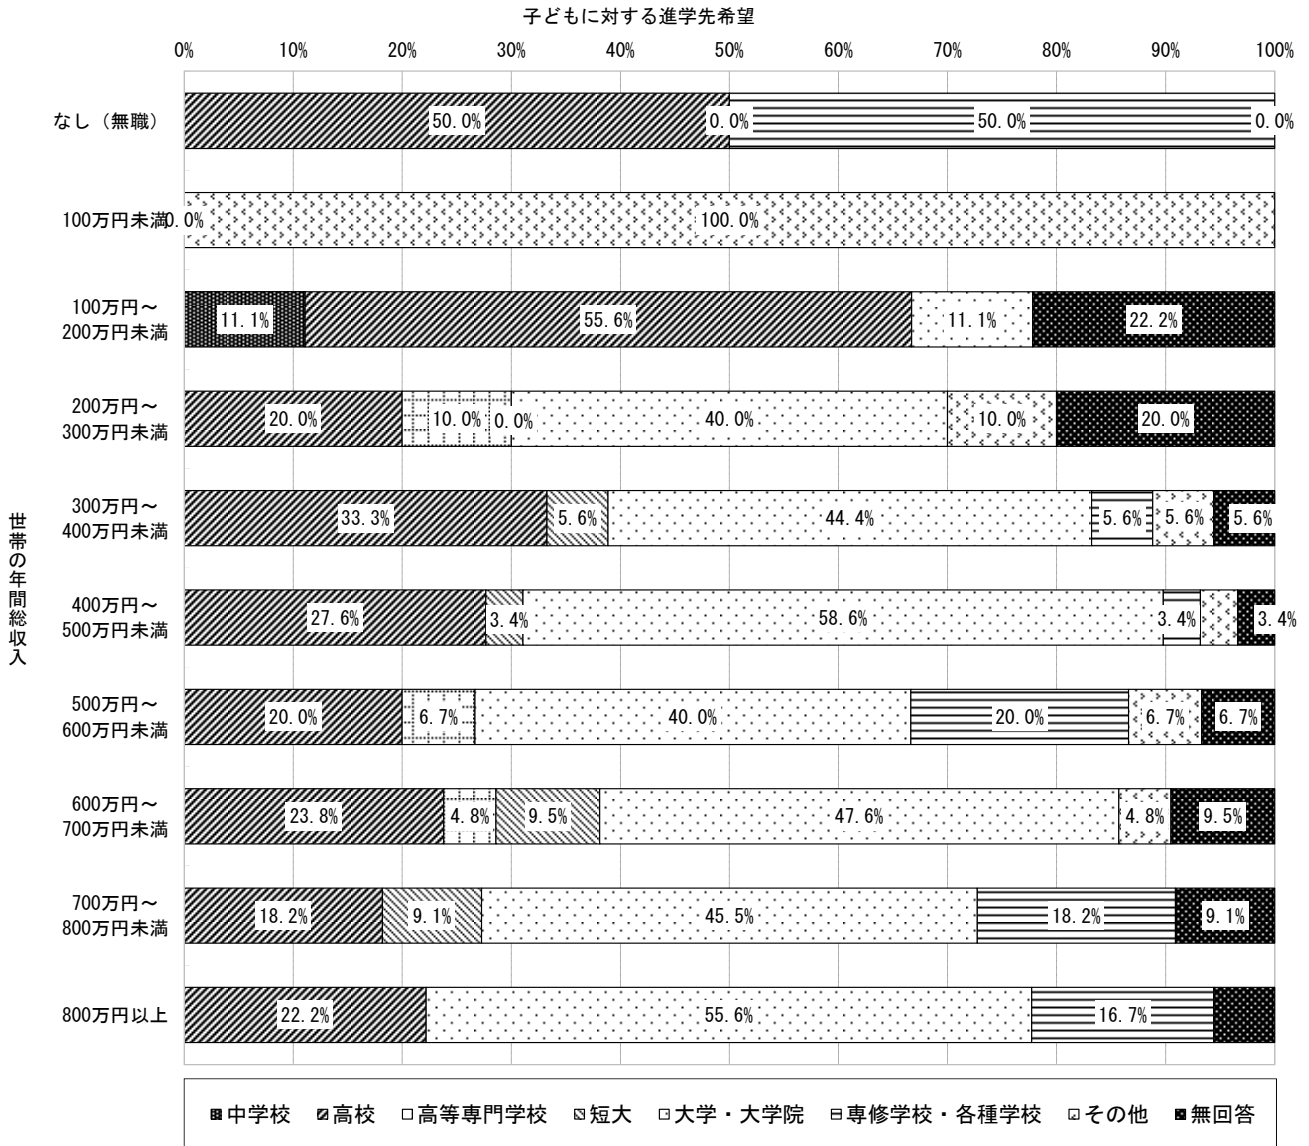 子どもに対する進学先希望
0% 10% 20% 30% 40% 50% 60% 70% 80% 90% 100%
世帯の年間総収入
なし（無職）
50.0% 0.0% 50.0% 0.0%
100万円未満
0.0% 100.0%
100万円～
200万円未満
11.1% 55.6% 11.1% 22.2%
200万円～
300万円未満
20.0% 10.0% 0.0% 40.0% 10.0% 20.0%
300万円～
400万円未満
33.3% 5.6% 44.4% 5.6% 5.6% 5.6%
400万円～
500万円未満
27.6% 3.4% 58.6% 3.4% 3.4%
500万円～
600万円未満
20.0% 6.7% 40.0% 20.0% 6.7% 6.7%
600万円～
700万円未満
23.8% 4.8% 9.5% 47.6% 4.8% 9.5%
700万円～
800万円未満
18.2% 9.1% 45.5% 18.2% 9.1%
800万円以上
22.2% 55.6% 16.7%
中学校 高校 高等専門学校 短大 大学・大学院 専修学校・各種学校 その他 無回答